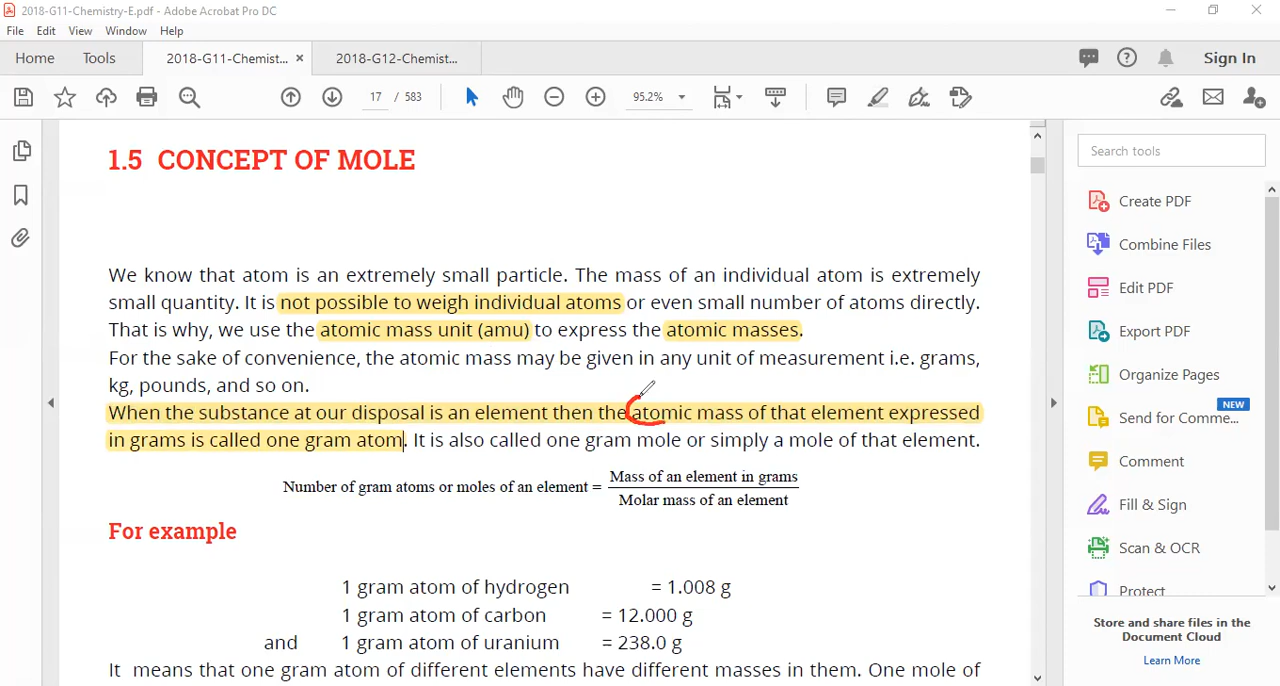 2018-G11-Chemistry-E.pdf - Adobe Acrobat Pro DC
File Edit View Window Help
Home Tools 2018-G11-Chemist... × 2018-G12-Chemist... Sign In
17 / 583 95.2%
Search tools
1.5 CONCEPT OF MOLE
We know that atom is an extremely small particle. The mass of an individual atom is extremely
small quantity. It is not possible to weigh individual atoms or even small number of atoms directly.
That is why, we use the atomic mass unit (amu) to express the atomic masses.
For the sake of convenience, the atomic mass may be given in any unit of measurement i.e. grams,
kg, pounds, and so on.
When the substance at our disposal is an element then the atomic mass of that element expressed
in grams is called one gram atom. It is also called one gram mole or simply a mole of that element.
Number of gram atoms or moles of an element = Mass of an element in grams
Molar mass of an element
For example
1 gram atom of hydrogen = 1.008 g
1 gram atom of carbon = 12.000 g
and 1 gram atom of uranium = 238.0 g
It means that one gram atom of different elements have different masses in them. One mole of
Create PDF
Combine Files
Edit PDF
Export PDF
Organize Pages
NEW
Send for Comme...
Comment
Fill & Sign
Scan & OCR
Protect
Store and share files in the
Document Cloud
Learn More